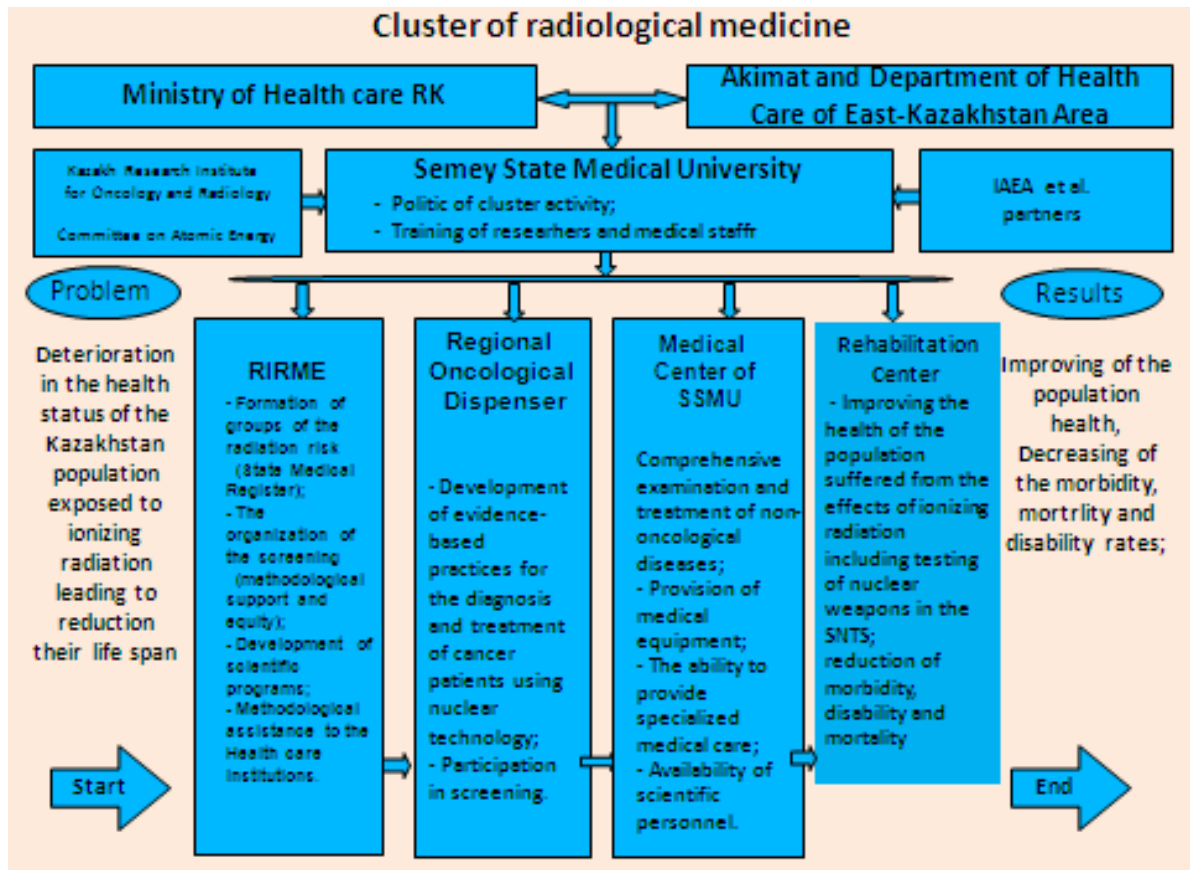 Cluster of radiological medicine
Ministry of Health care RK
Akimat and Department of Health
Care of East-Kazakhstan Area
Kazakh Research Institute
for Oncology and Radiology
Committee on Atomic Energy
Semey State Medical University
- Politic of cluster activity;
- Training of researhers and medical staffr
IAEA et al.
partners
Problem
Deterioration
in the health
status of the
Kazakhstan
population
exposed to
ionizing
radiation
leading to
reduction
their life span
Start
RIRME
- Formation of
groups of the
radiation risk
(State Medical
Register);
- The
organization of
the screening
(methodological
support and
equity);
- Development of
scientific
programs;
- Methodological
assistance to the
Health care
Institutions.
Regional
Oncological
Dispenser
- Development
of evidence-
based
practices for
the diagnosis
and treatment
of cancer
patients using
nuclear
technology;
- Participation
in screening.
Medical
Center of
SSMU
Comprehensive
examination and
treatment of non-
oncological
diseases;
- Provision of
medical
equipment;
- The ability to
provide
specialized
medical care;
- Availability of
scientific
personnel.
Rehabilitation
Center
- Improving the
health of the
population
suffered from the
effects of ionizing
radiation
including testing
of nuclear
weapons in the
SNTS;
reduction of
morbidity,
disability and
mortality
Results
Improving of the
population
health,
Decreasing of
the morbidity,
mortrlity and
disability rates;
End